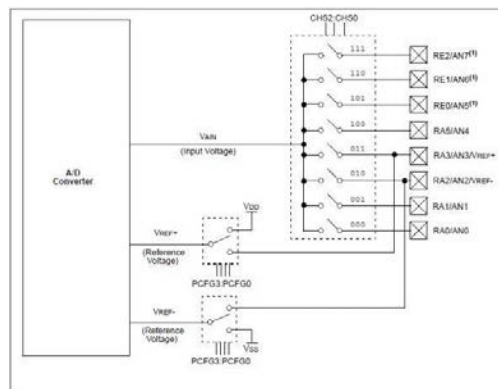 CHS2:CHS0
111
RE2/AN7(1)
110
RE1/AN6(1)
101
RE0/AN5(1)
100
RA5/AN4
VAIN
(Input Voltage)
011
RA3/AN3/VREF+
010
RA2/AN2/VREF-
A/D
Converter
001
RA1/AN1
VDD
000
RA0/AN0
VREF+
(Reference
Voltage)
PCFG3:PCFG0
VREF-
(Reference
Voltage)
VSS
PCFG3:PCFG0